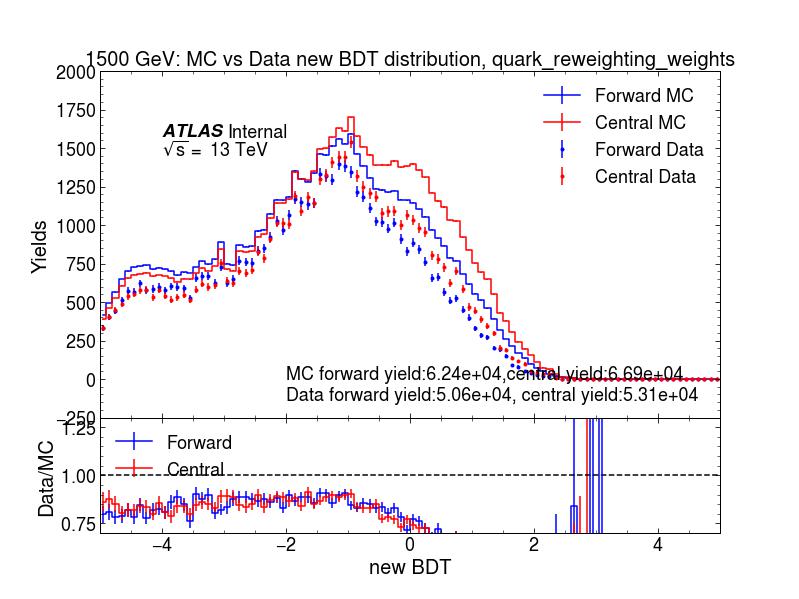 1500 GeV: MC vs Data new BDT distribution, quark_reweighting_weights
2000
1750
1500
1250
1000
750
500
250
0
−250
Yields
ATLAS Internal
√s = 13 TeV
Forward MC
Central MC
Forward Data
Central Data
MC forward yield:6.24e+04,central yield:6.69e+04
Data forward yield:5.06e+04, central yield:5.31e+04
1.25
1.00
0.75
Data/MC
Forward
Central
−4
−2
0
2
4
new BDT